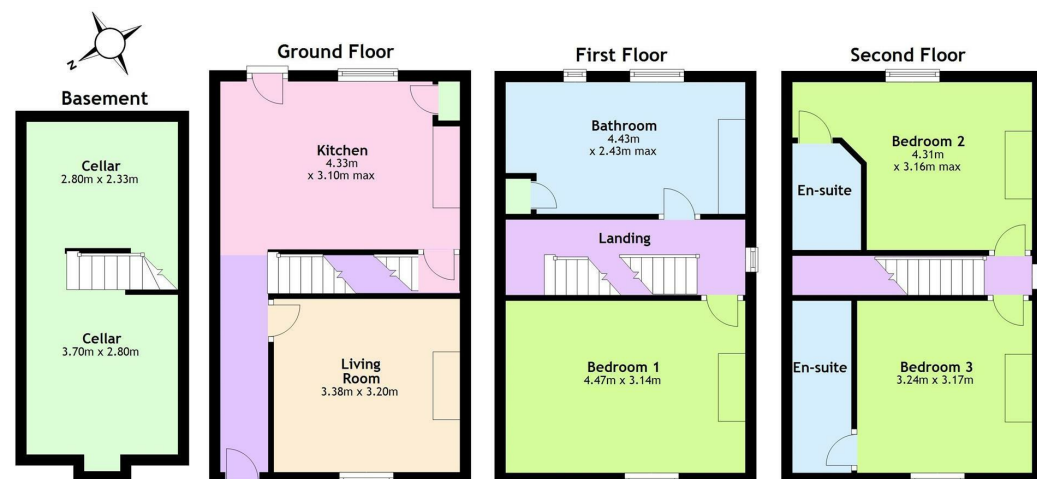 N
Basement
Cellar
2.80m x 2.33m
Cellar
3.70m x 2.80m
Ground Floor
Kitchen
4.33m
x 3.10m max
Living
Room
3.38m x 3.20m
First Floor
Bathroom
4.43m
x 2.43m max
Landing
Bedroom 1
4.47m x 3.14m
Second Floor
Bedroom 2
4.31m
x 3.16m max
En-suite
En-suite
Bedroom 3
3.24m x 3.17m